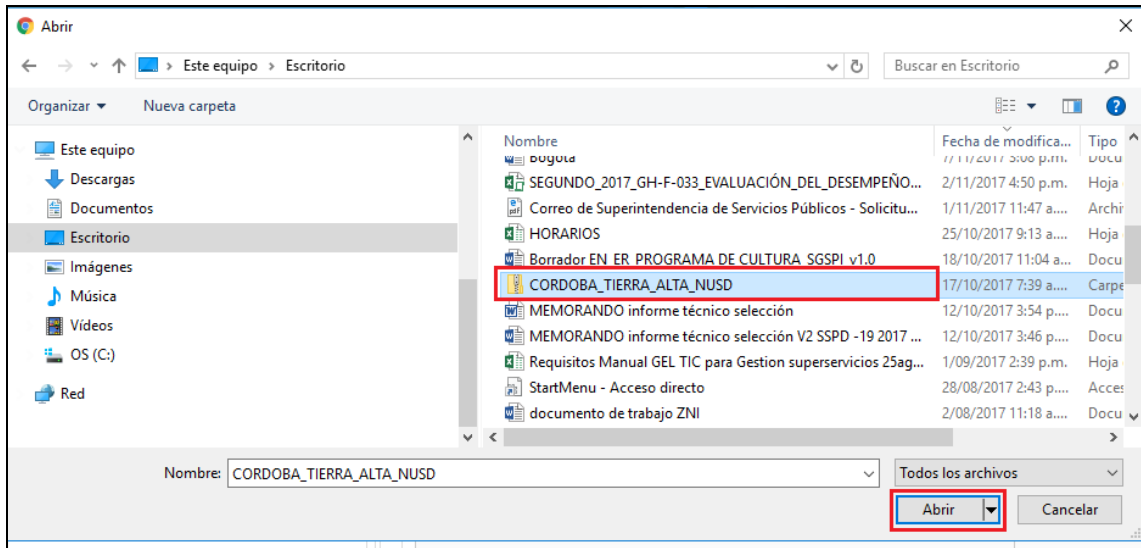 Abrir
Este equipo > Escritorio
Buscar en Escritorio
Organizar
Nueva carpeta
Este equipo
Descargas
Documentos
Escritorio
Imágenes
Música
Vídeos
OS (C:)
Red
Nombre Fecha de modifica... Tipo
Bogota 7/11/2017 5:08 p.m. Docu
SEGUNDO_2017_GH-F-033_EVALUACIÓN_DEL_DESEMPEÑO... 2/11/2017 4:50 p.m. Hoja
Correo de Superintendencia de Servicios Públicos - Solicitu... 1/11/2017 11:47 a.... Archi
HORARIOS 25/10/2017 9:13 a.... Hoja
Borrador EN_ER_PROGRAMA DE CULTURA_SGSPI_v1.0 18/10/2017 11:04 a... Docu
CORDOBA_TIERRA_ALTA_NUSD 17/10/2017 7:39 a.... Carpe
MEMORANDO informe técnico selección 12/10/2017 3:54 p.... Docu
MEMORANDO informe técnico selección V2 SSPD -19 2017 ... 12/10/2017 3:46 p.... Docu
Requisitos Manual GEL TIC para Gestion superservicios 25ag... 1/09/2017 2:39 p.m. Hoja
StartMenu - Acceso directo 28/08/2017 2:43 p.... Acces
documento de trabajo ZNI 2/08/2017 11:18 a.... Docu
Nombre: CORDOBA_TIERRA_ALTA_NUSD
Todos los archivos
Abrir
Cancelar